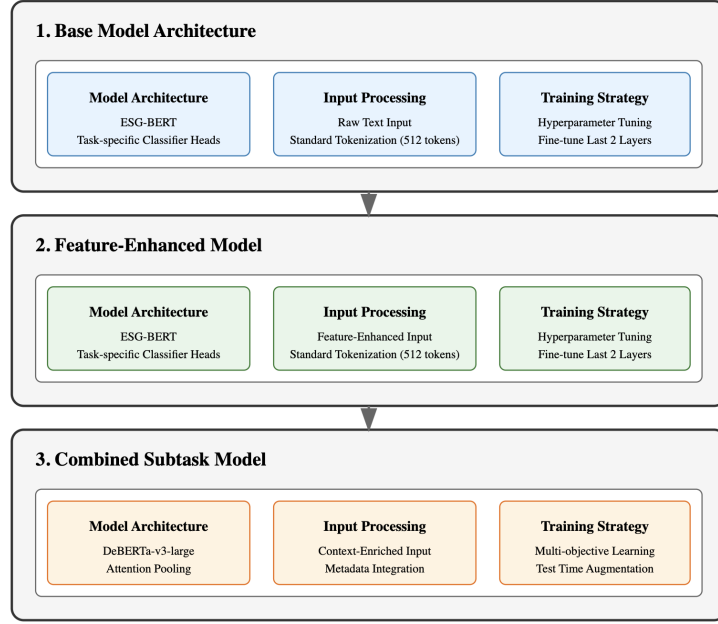 1. Base Model Architecture
Model Architecture
ESG-BERT
Task-specific Classifier Heads
Input Processing
Raw Text Input
Standard Tokenization (512 tokens)
Training Strategy
Hyperparameter Tuning
Fine-tune Last 2 Layers
2. Feature-Enhanced Model
Model Architecture
ESG-BERT
Task-specific Classifier Heads
Input Processing
Feature-Enhanced Input
Standard Tokenization (512 tokens)
Training Strategy
Hyperparameter Tuning
Fine-tune Last 2 Layers
3. Combined Subtask Model
Model Architecture
DeBERTa-v3-large
Attention Pooling
Input Processing
Context-Enriched Input
Metadata Integration
Training Strategy
Multi-objective Learning
Test Time Augmentation